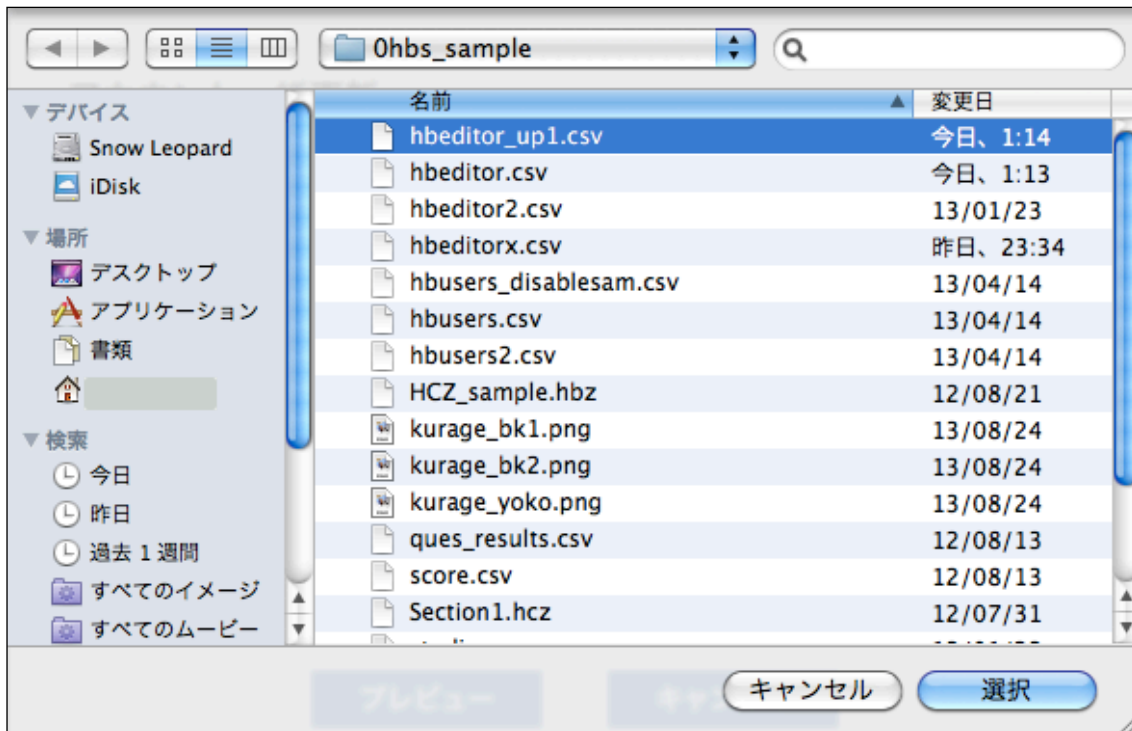 0hbs_sample
デバイス
Snow Leopard
iDisk
場所
デスクトップ
アプリケーション
書類
検索
今日
昨日
過去 1 週間
すべてのイメージ
すべてのムービー
名前 変更日
hbeditor_up1.csv 今日、1:14
hbeditor.csv 今日、1:13
hbeditor2.csv 13/01/23
hbeditorx.csv 昨日、23:34
hbusers_disablesam.csv 13/04/14
hbusers.csv 13/04/14
hbusers2.csv 13/04/14
HCZ_sample.hbz 12/08/21
kurage_bk1.png 13/08/24
kurage_bk2.png 13/08/24
kurage_yoko.png 13/08/24
ques_results.csv 12/08/13
score.csv 12/08/13
Section1.hcz 12/07/31
プレビュー
キャンセル 選択